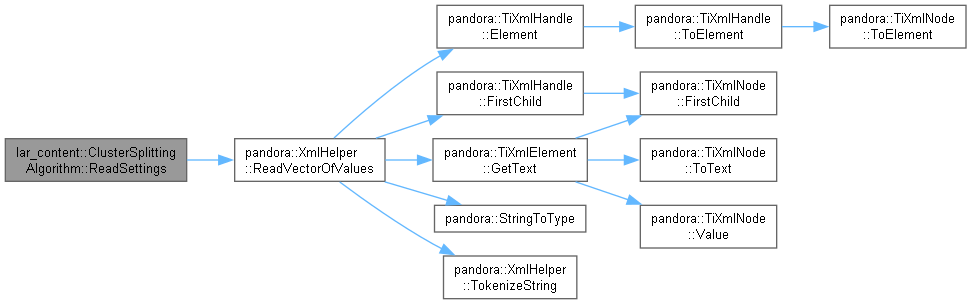 lar_content::ClusterSplitting
Algorithm::ReadSettings
pandora::XmlHelper
::ReadVectorOfValues
pandora::TiXmlHandle
::Element
pandora::TiXmlHandle
::FirstChild
pandora::TiXmlElement
::GetText
pandora::StringToType
pandora::XmlHelper
::TokenizeString
pandora::TiXmlHandle
::ToElement
pandora::TiXmlNode
::FirstChild
pandora::TiXmlNode
::ToText
pandora::TiXmlNode
::Value
pandora::TiXmlNode
::ToElement